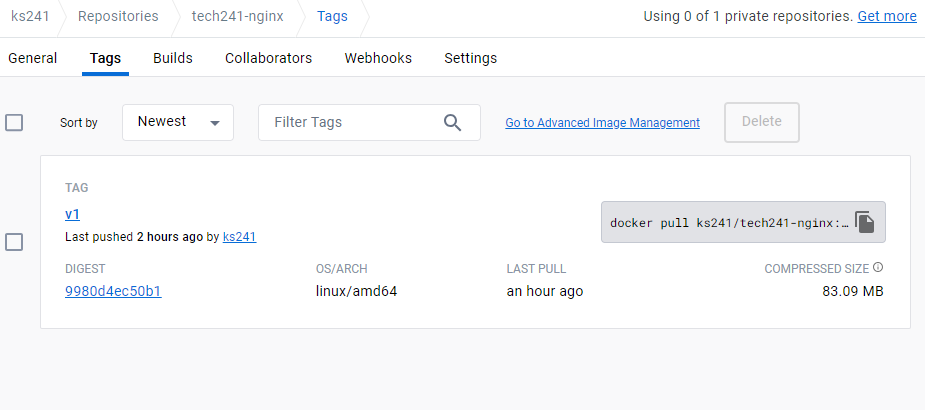 ks241 Repositories tech241-nginx Tags Using 0 of 1 private repositories. Get more
General Tags Builds Collaborators Webhooks Settings
Sort by Newest Filter Tags Go to Advanced Image Management Delete
TAG
v1
Last pushed 2 hours ago by ks241
docker pull ks241/tech241-nginx:…
DIGEST OS/ARCH LAST PULL COMPRESSED SIZE
9980d4ec50b1 linux/amd64 an hour ago 83.09 MB